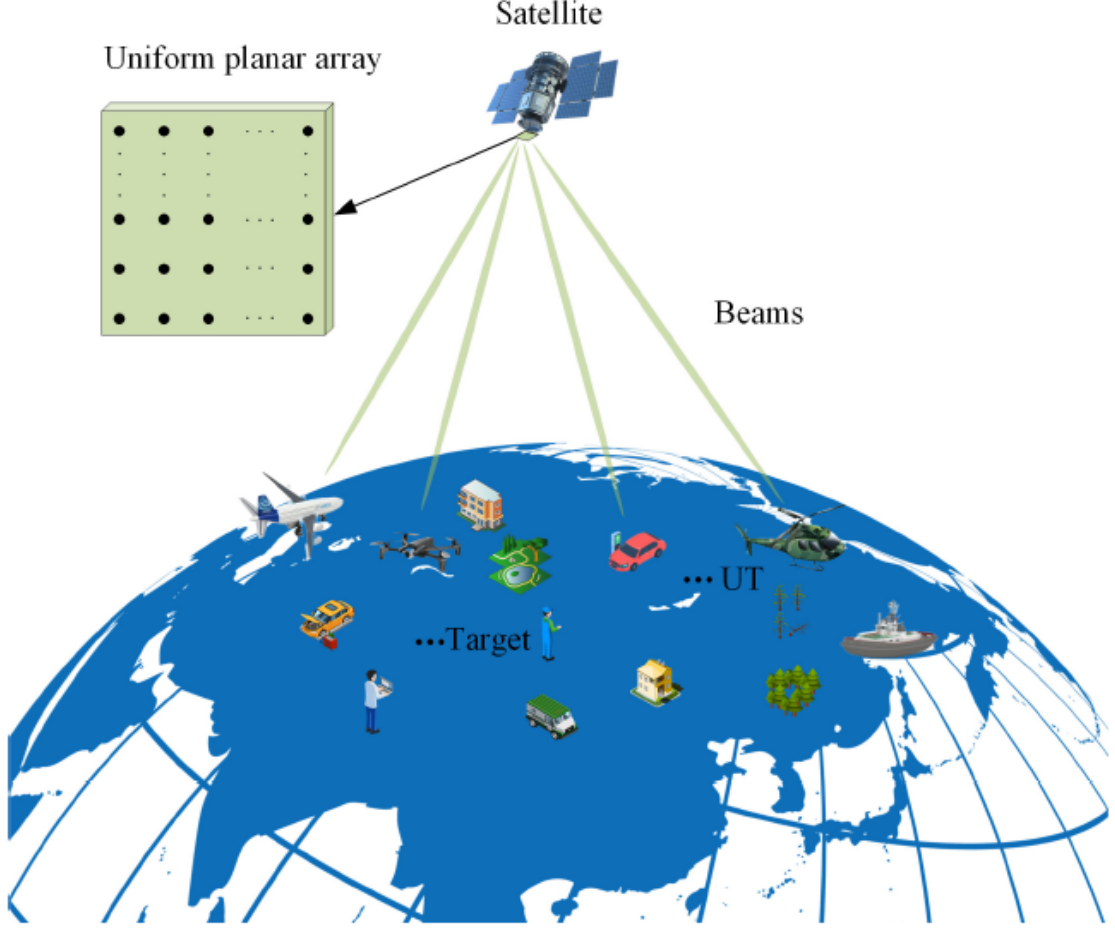 Satellite
Uniform planar array
Beams
••• UT
•••Target